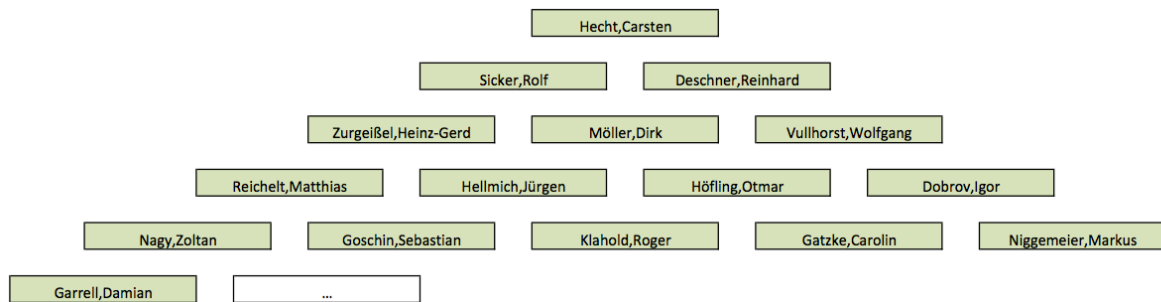 Hecht,Carsten
Sicker,Rolf
Deschner,Reinhard
Zurgeißel,Heinz-Gerd
Möller,Dirk
Vullhorst,Wolfgang
Reichelt,Matthias
Hellmich,Jürgen
Höfling,Otmar
Dobrov,Igor
Nagy,Zoltan
Goschin,Sebastian
Klahold,Roger
Gatzke,Carolin
Niggemeier,Markus
Garrell,Damian
...